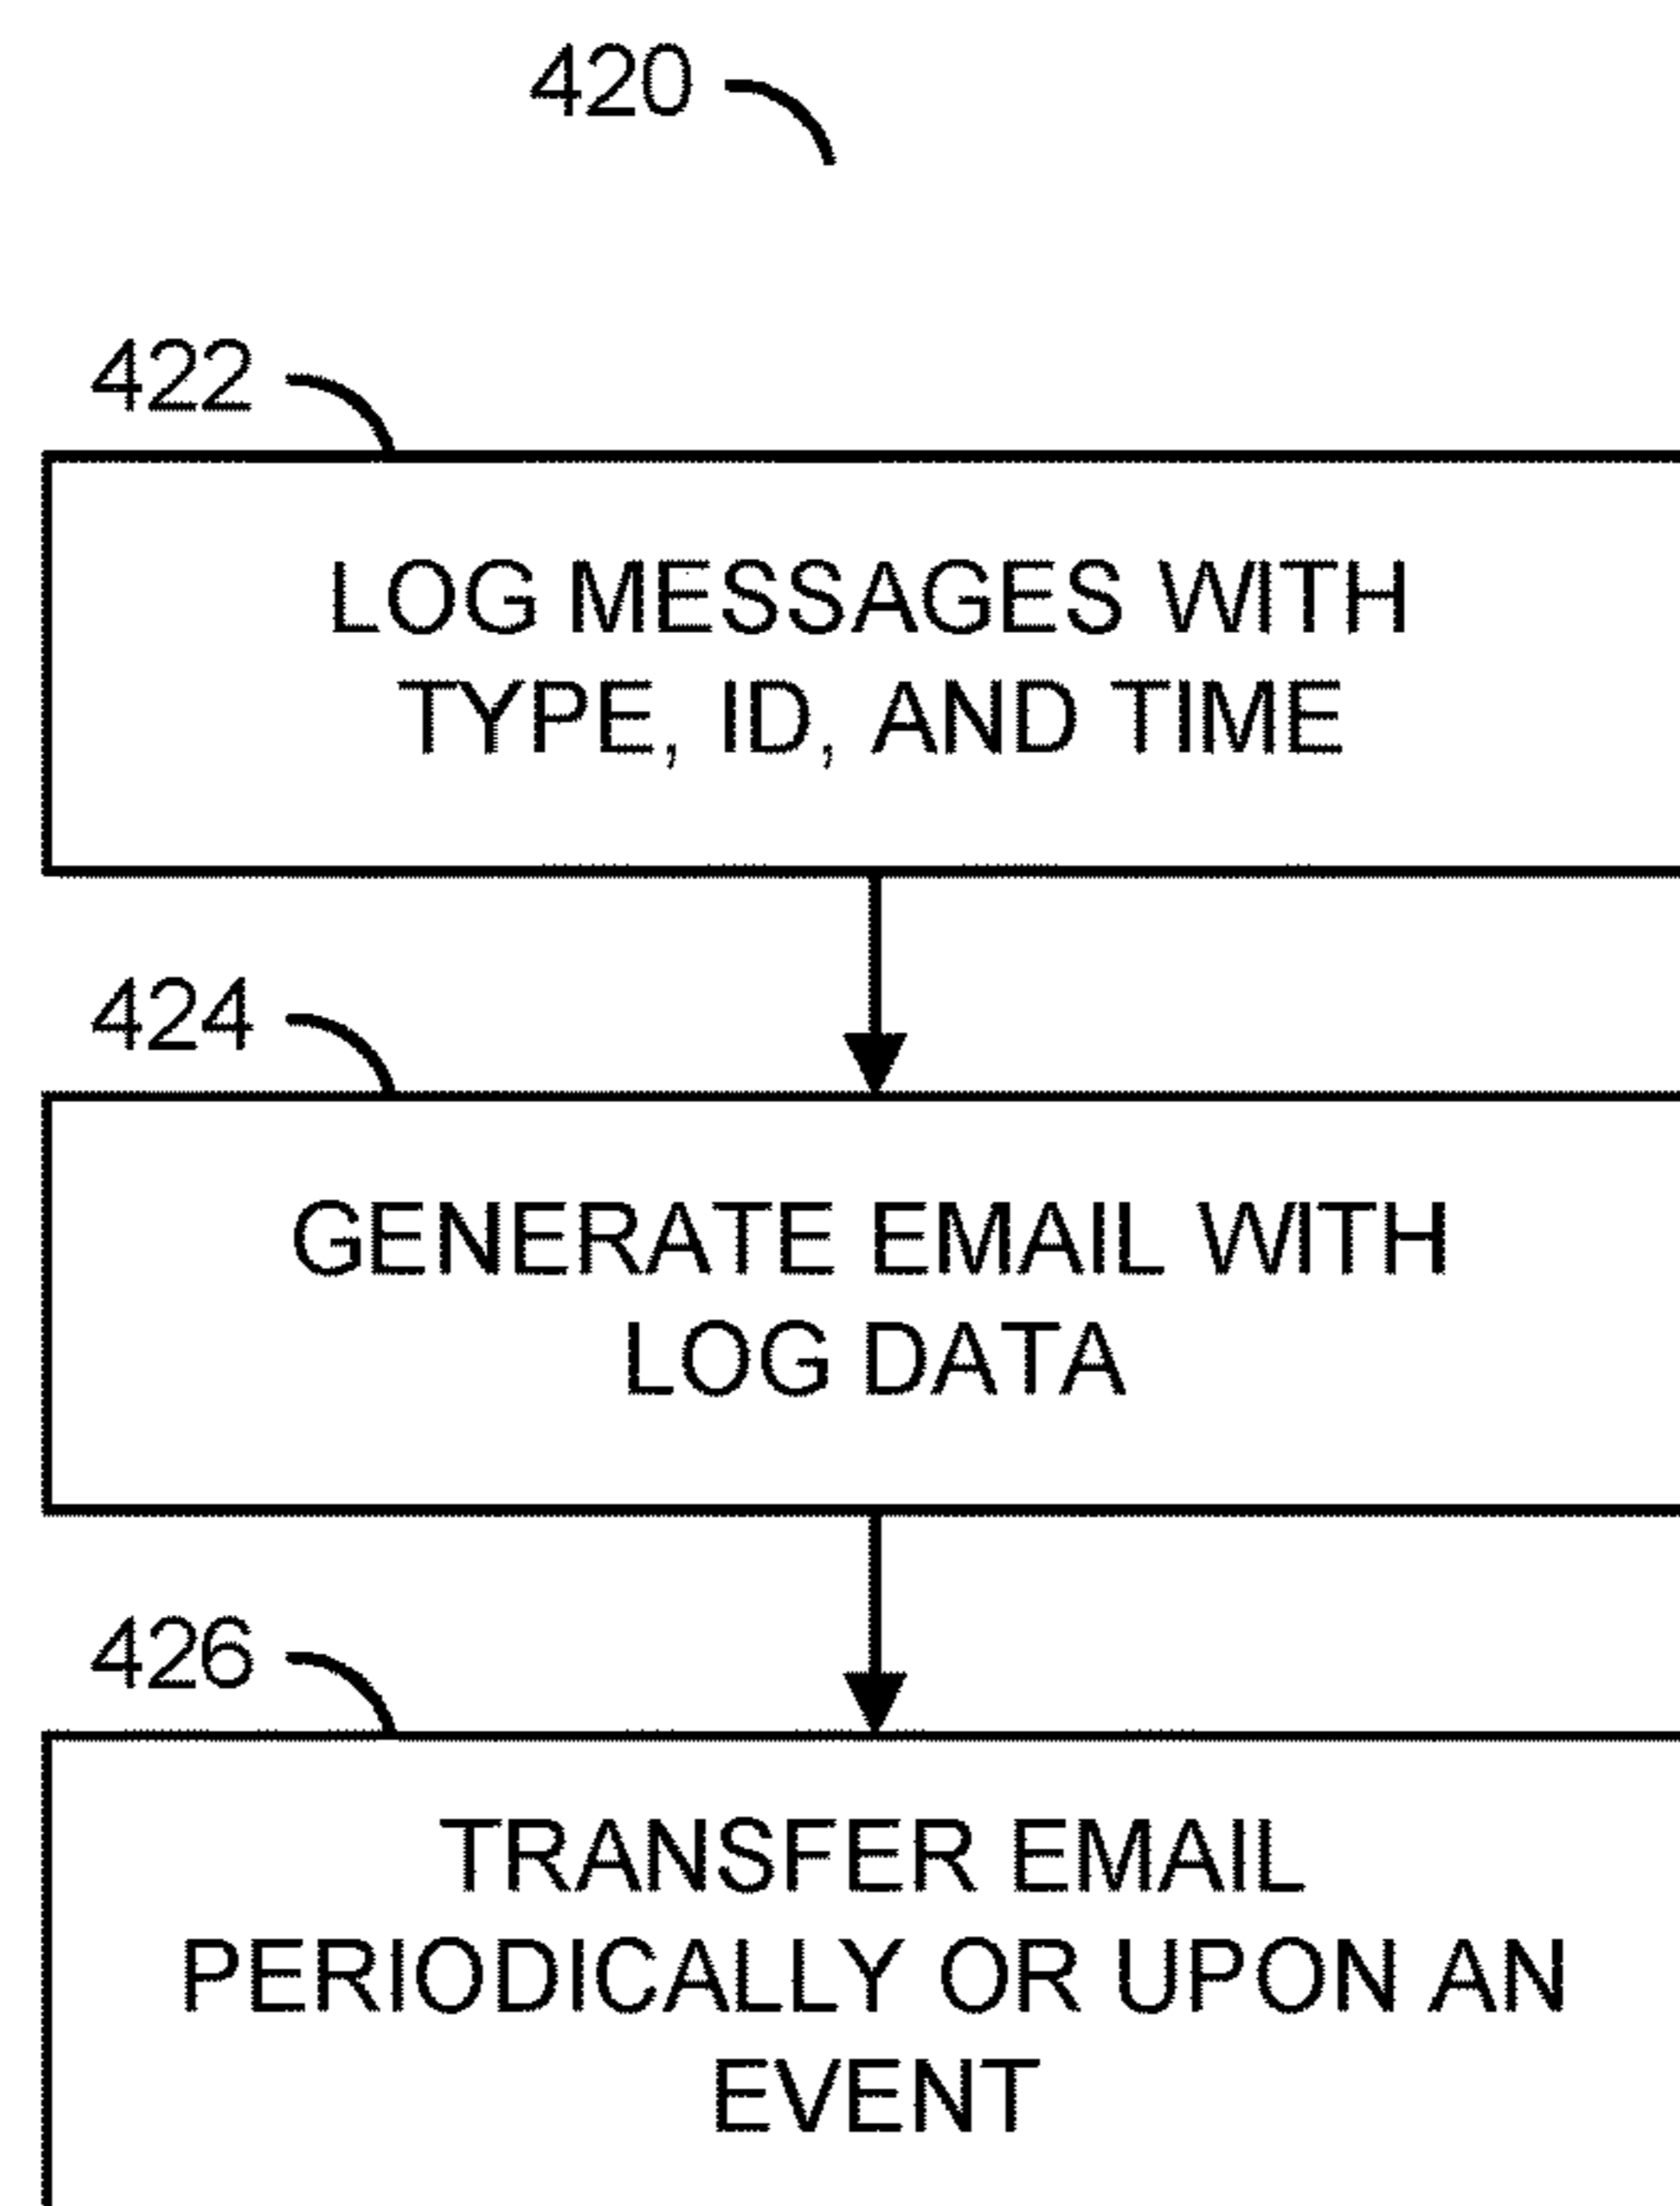 420
422
LOG MESSAGES WITH
TYPE, ID, AND TIME
424
GENERATE EMAIL WITH
LOG DATA
426
TRANSFER EMAIL
PERIODICALLY OR UPON AN
EVENT